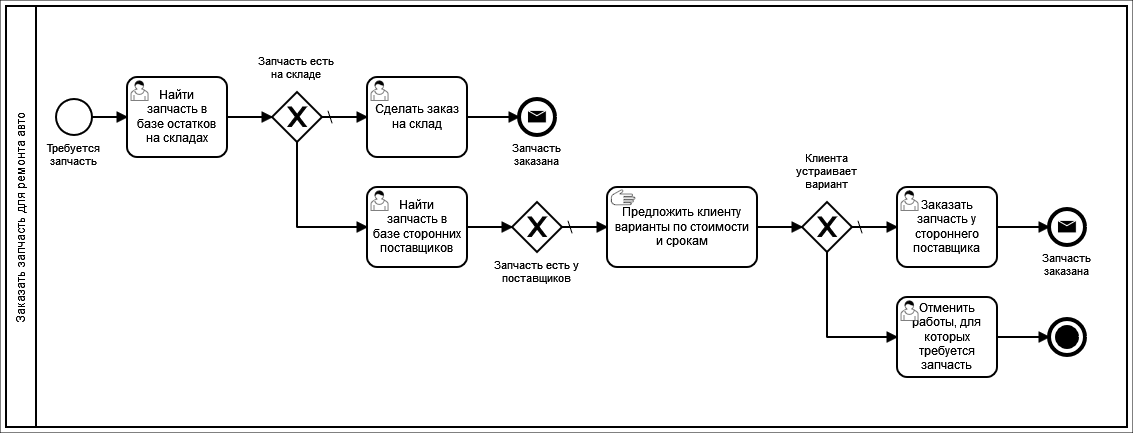 Заказать запчасть для ремонта авто
Требуется
запчасть
Найти
запчасть в
базе остатков
на складах
Запчасть есть
на складе
Сделать заказ
на склад
Запчасть
заказана
Найти
запчасть в
базе сторонних
поставщиков
Запчасть есть у
поставщиков
Предложить клиенту
варианты по стоимости
и срокам
Клиента
устраивает
вариант
Заказать
запчасть у
стороннего
поставщика
Запчасть
заказана
Отменить
работы, для
которых
требуется
запчасть